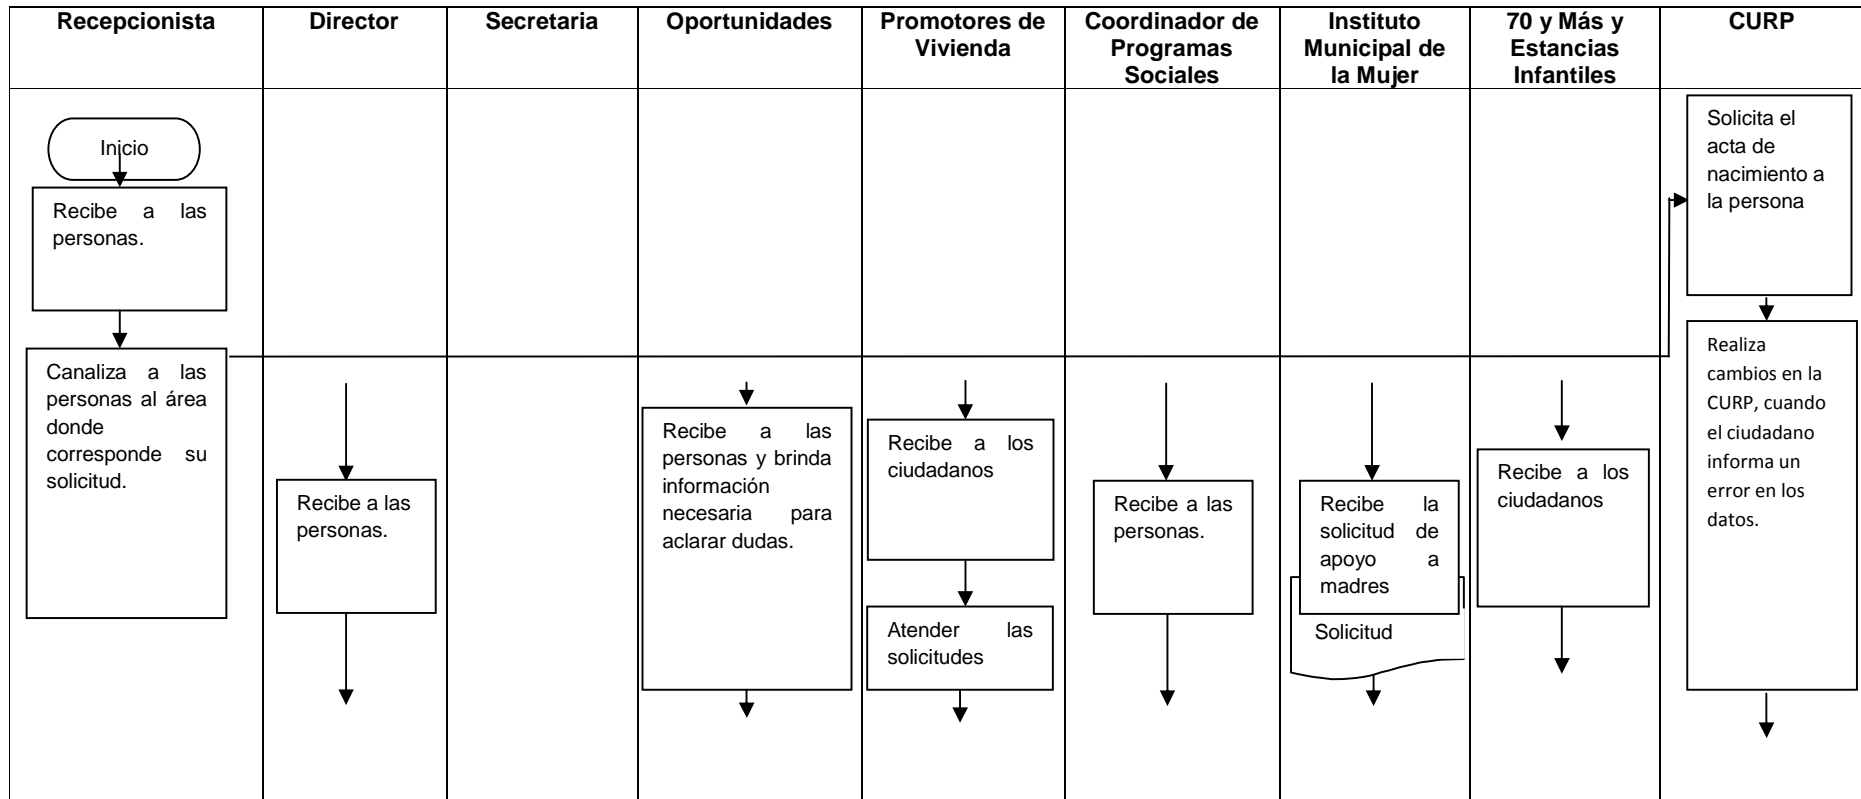 Recepcionista
Director
Secretaria
Oportunidades
Promotores de
Vivienda
Coordinador de
Programas
Sociales
Instituto
Municipal de
la Mujer
70 y Más y
Estancias
Infantiles
CURP
Inicio
Recibe a las
personas.
Canaliza a las
personas al área
donde
corresponde su
solicitud.
Recibe a las
personas.
Recibe a las
personas y brinda
información
necesaria para
aclarar dudas.
Recibe a los
ciudadanos
Atender las
solicitudes
Recibe a las
personas.
Recibe la
solicitud de
apoyo a
madres
Solicitud
Recibe a los
ciudadanos
Solicita el
acta de
nacimiento a
la persona
Realiza
cambios en la
CURP, cuando
el ciudadano
informa un
error en los
datos.